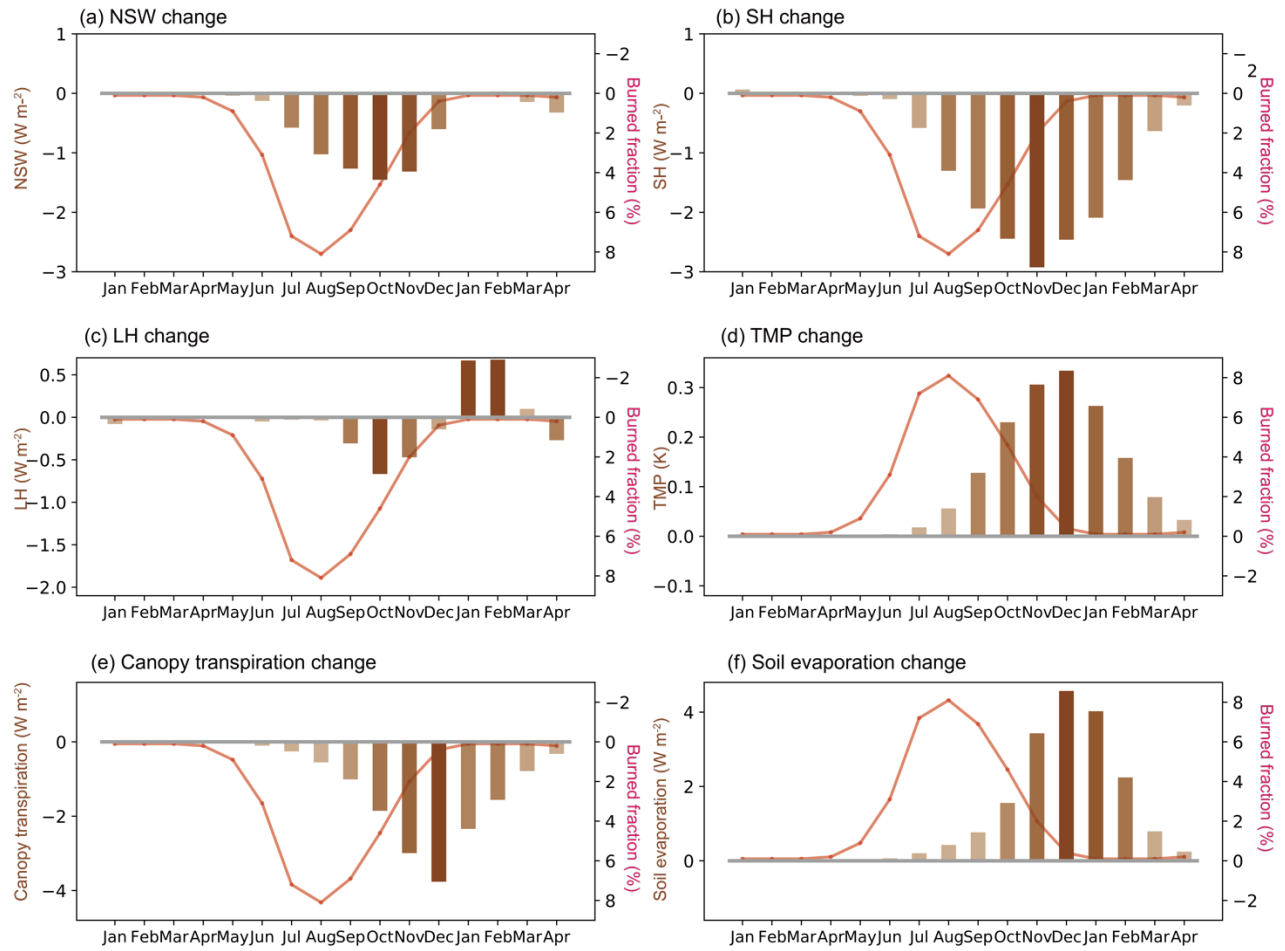 (a) NSW change
1
0
−1
−2
−3
NSW (W m-²)
−2
0
2
4
6
8
Burned fraction (%)
Jan Feb Mar Apr May Jun Jul Aug Sep Oct Nov Dec Jan Feb Mar Apr
(b) SH change
1
0
−1
−2
−3
SH (W m-²)
−
2
0
2
4
6
8
Burned fraction (%)
Jan Feb Mar Apr May Jun Jul Aug Sep Oct Nov Dec Jan Feb Mar Apr
(c) LH change
0.5
0.0
−0.5
−1.0
−1.5
−2.0
LH (W m-²)
−2
0
2
4
6
8
Burned fraction (%)
Jan Feb Mar Apr May Jun Jul Aug Sep Oct Nov Dec Jan Feb Mar Apr
(d) TMP change
0.3
0.2
0.1
0.0
−0.1
TMP (K)
8
6
4
2
0
−2
Burned fraction (%)
Jan Feb Mar Apr May Jun Jul Aug Sep Oct Nov Dec Jan Feb Mar Apr
(e) Canopy transpiration change
0
−2
−4
Canopy transpiration (W m-²)
−2
0
2
4
6
8
Burned fraction (%)
Jan Feb Mar Apr May Jun Jul Aug Sep Oct Nov Dec Jan Feb Mar Apr
(f) Soil evaporation change
4
2
0
Soil evaporation (W m-²)
8
6
4
2
0
−2
Burned fraction (%)
Jan Feb Mar Apr May Jun Jul Aug Sep Oct Nov Dec Jan Feb Mar Apr